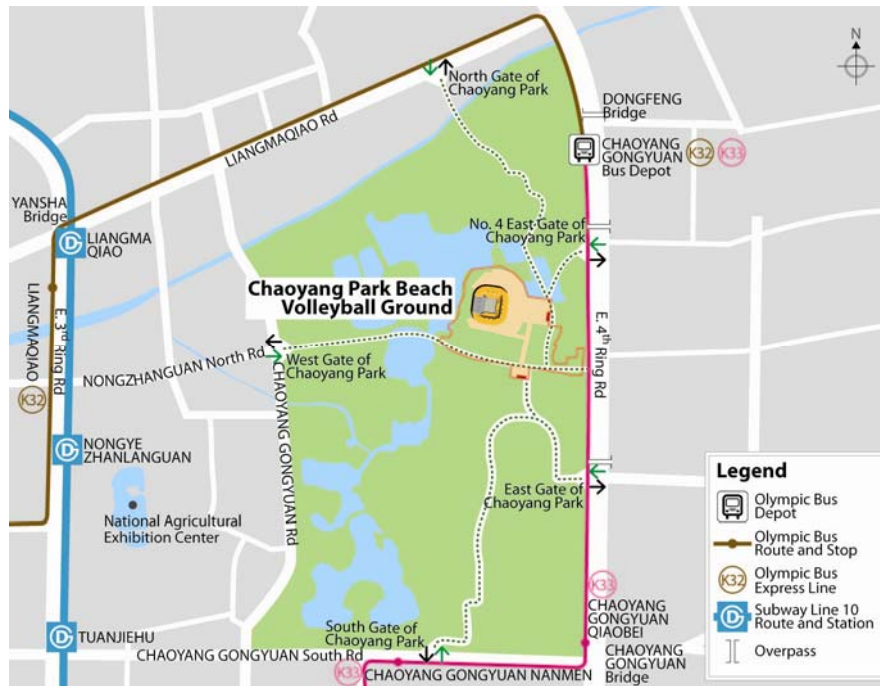 N
North Gate of
Chaoyang Park
DONGFENG
Bridge
LIANGMAQIAO Rd
CHAOYANG
GONGYUAN
Bus Depot
K32
K33
YANSHA
Bridge
LIANGMA
QIAO
No. 4 East Gate of
Chaoyang Park
Chaoyang Park Beach
Volleyball Ground
LIANGMAQIAO
K32
E. 3rd Ring Rd
E. 4th Ring Rd
NONGZHANGUAN North Rd
West Gate of
Chaoyang Park
CHAOYANG GONGYUAN Rd
NONGYE
ZHANLANGUAN
National Agricultural
Exhibition Center
East Gate of
Chaoyang Park
TUANJIEHU
South Gate of
Chaoyang Park
CHAOYANG GONGYUAN South Rd
K33
CHAOYANG GONGYUAN NANMEN
K33
CHAOYANG
GONGYUAN
QIAOBEI
CHAOYANG
GONGYUAN
Bridge
Legend
Olympic Bus
Depot
Olympic Bus
Route and Stop
K32
Olympic Bus
Express Line
Subway Line 10
Route and Station
Overpass